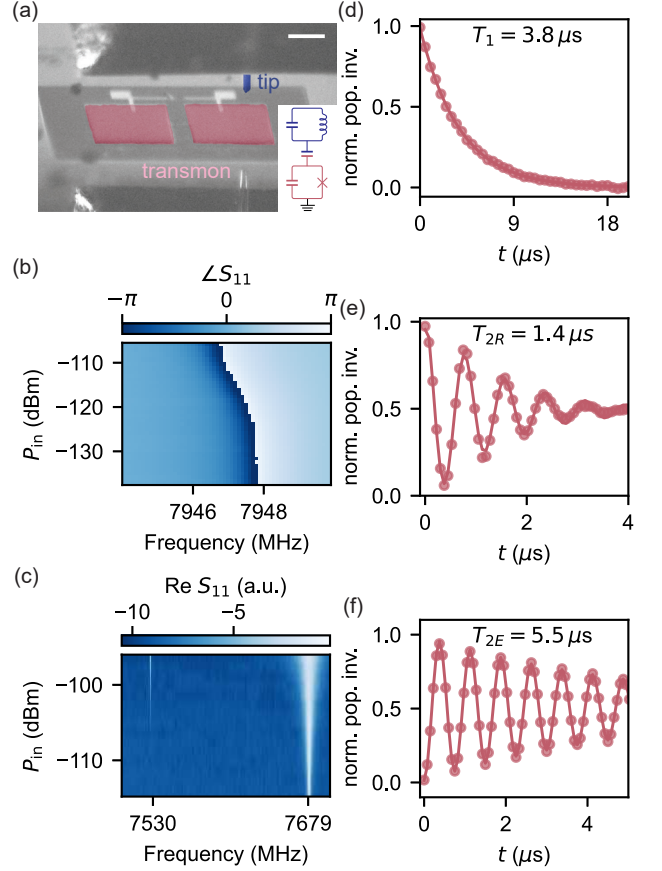 (a)
tip
transmon
(b)
∠S₁₁
−π 0 π
P_in (dBm)
−110
−120
−130
7946 7948
Frequency (MHz)
(c)
Re S₁₁ (a.u.)
−10 −5
P_in (dBm)
−100
−110
7530 7679
Frequency (MHz)
(d)
T₁ = 3.8 μs
norm. pop. inv.
1.0
0.5
0.0
9 18
t (μs)
(e)
T₂R = 1.4 μs
norm. pop. inv.
1.0
0.5
0.0
0 2 4
t (μs)
(f)
T₂E = 5.5 μs
norm. pop. inv.
1.0
0.5
0.0
0 2 4
t (μs)